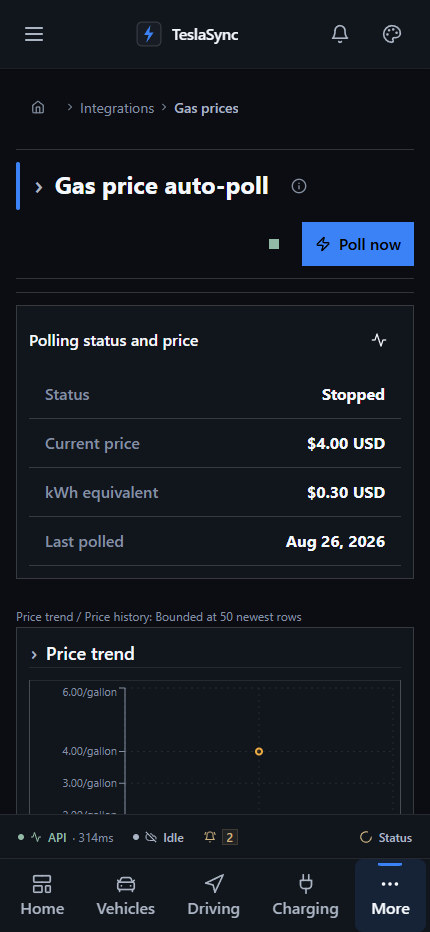 TeslaSync
Integrations > Gas prices
› Gas price auto-poll
Poll now
Polling status and price
Status Stopped
Current price $4.00 USD
kWh equivalent $0.30 USD
Last polled Aug 26, 2026
Price trend / Price history: Bounded at 50 newest rows
› Price trend
6.00/gallon
4.00/gallon
3.00/gallon
API · 314ms Idle 2 Status
Home Vehicles Driving Charging More